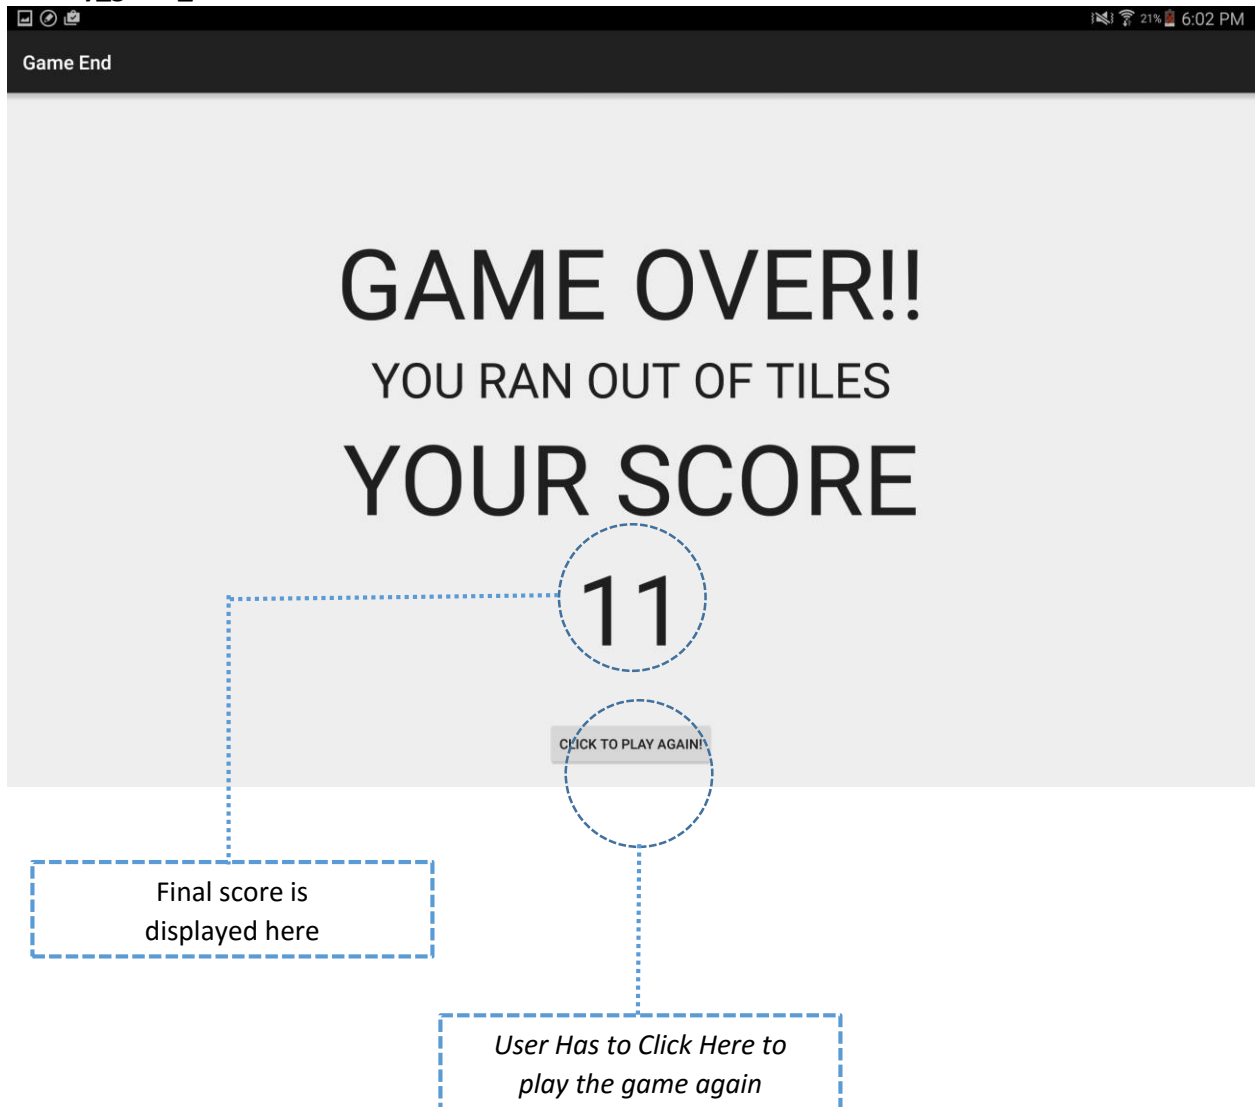 21% 6:02 PM
Game End
GAME OVER!!
YOU RAN OUT OF TILES
YOUR SCORE
11
CLICK TO PLAY AGAIN!
Final score is
displayed here
User Has to Click Here to
play the game again